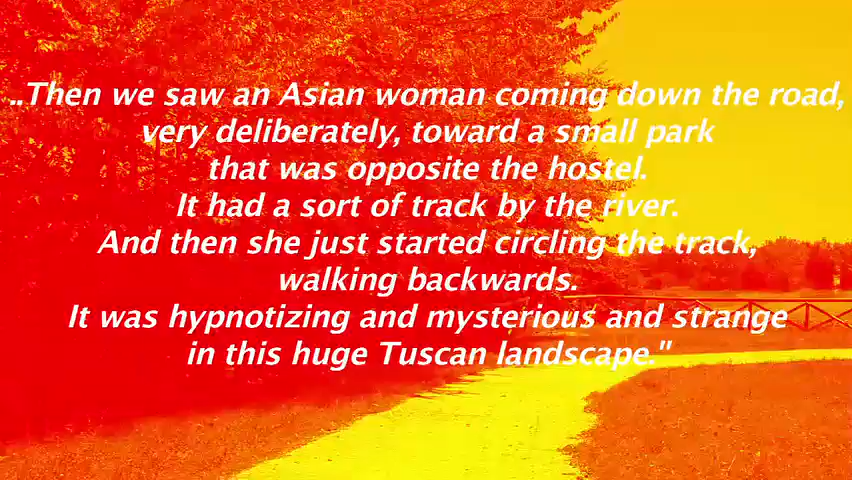 ..Then we saw an Asian woman coming down the road,
very deliberately, toward a small park
that was opposite the hostel.
It had a sort of track by the river.
And then she just started circling the track,
walking backwards.
It was hypnotizing and mysterious and strange
in this huge Tuscan landscape."